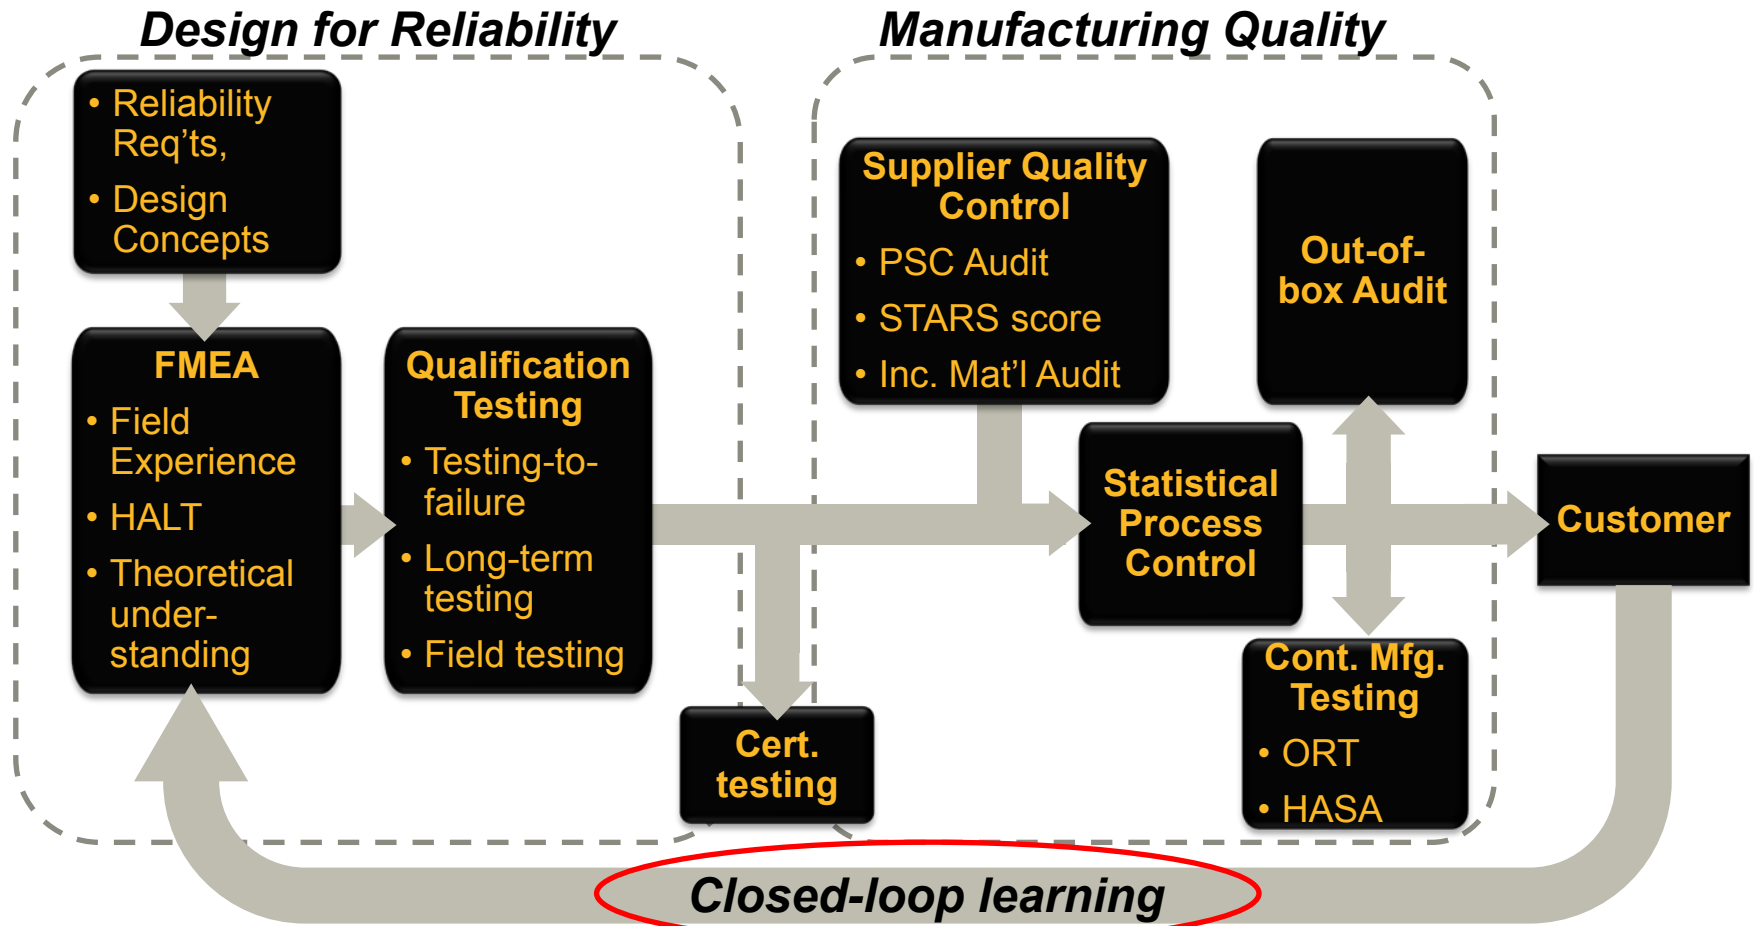 Design for Reliability
Manufacturing Quality
• Reliability
Req’ts,
• Design
Concepts
FMEA
• Field
Experience
• HALT
• Theoretical
under-
standing
Qualification
Testing
• Testing-to-
failure
• Long-term
testing
• Field testing
Cert.
testing
Supplier Quality
Control
• PSC Audit
• STARS score
• Inc. Mat’l Audit
Statistical
Process
Control
Out-of-
box Audit
Cont. Mfg.
Testing
• ORT
• HASA
Customer
Closed-loop learning